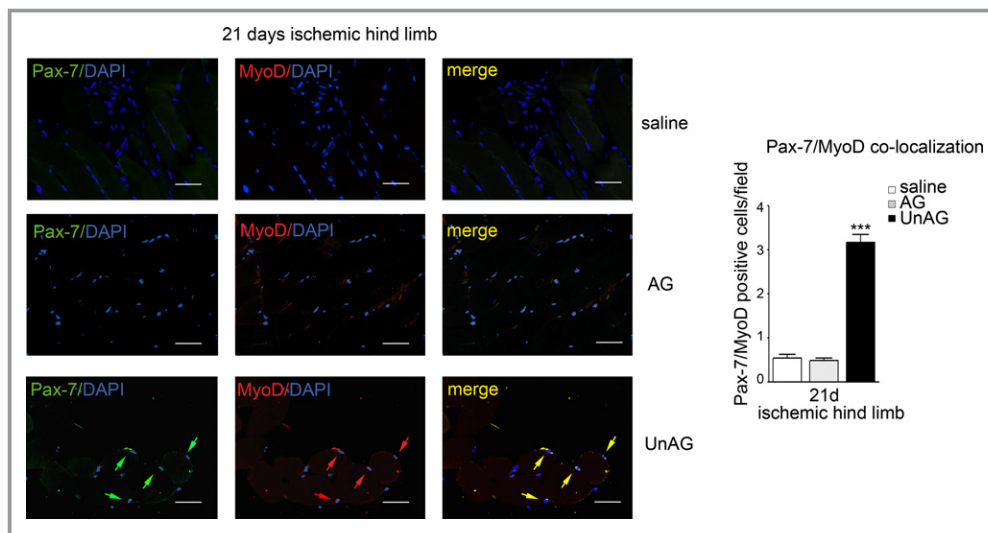 21 days ischemic hind limb
Pax-7/DAPI
MyoD/DAPI
merge
saline
Pax-7/DAPI
MyoD/DAPI
merge
AG
Pax-7/DAPI
MyoD/DAPI
merge
UnAG
Pax-7/MyoD co-localization
saline
AG
UnAG
Pax-7/MyoD positive cells/field
4
3
2
1
0
***
21d
ischemic hind limb